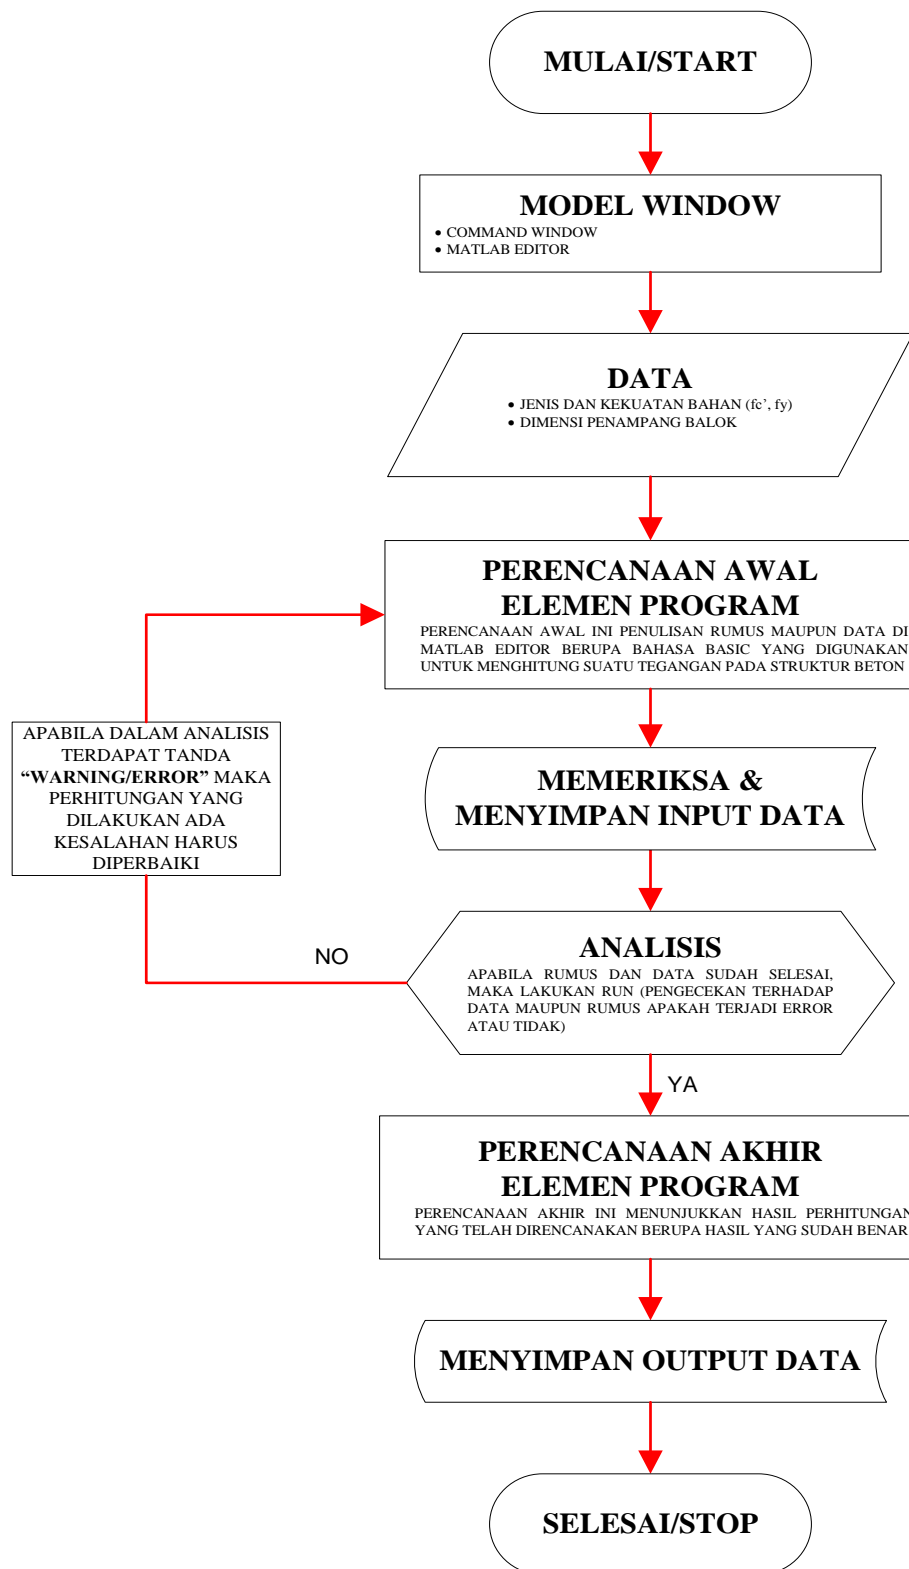 MULAI/START
MODEL WINDOW
• COMMAND WINDOW
• MATLAB EDITOR
DATA
• JENIS DAN KEKUATAN BAHAN (fc’, fy)
• DIMENSI PENAMPANG BALOK
PERENCANAAN AWAL
ELEMEN PROGRAM
PERENCANAAN AWAL INI PENULISAN RUMUS MAUPUN DATA DI
MATLAB EDITOR BERUPA BAHASA BASIC YANG DIGUNAKAN
UNTUK MENGHITUNG SUATU TEGANGAN PADA STRUKTUR BETON
APABILA DALAM ANALISIS
TERDAPAT TANDA
“WARNING/ERROR” MAKA
PERHITUNGAN YANG
DILAKUKAN ADA
KESALAHAN HARUS
DIPERBAIKI
MEMERIKSA &
MENYIMPAN INPUT DATA
NO
ANALISIS
APABILA RUMUS DAN DATA SUDAH SELESAI,
MAKA LAKUKAN RUN (PENGECEKAN TERHADAP
DATA MAUPUN RUMUS APAKAH TERJADI ERROR
ATAU TIDAK)
YA
PERENCANAAN AKHIR
ELEMEN PROGRAM
PERENCANAAN AKHIR INI MENUNJUKKAN HASIL PERHITUNGAN
YANG TELAH DIRENCANAKAN BERUPA HASIL YANG SUDAH BENAR
MENYIMPAN OUTPUT DATA
SELESAI/STOP